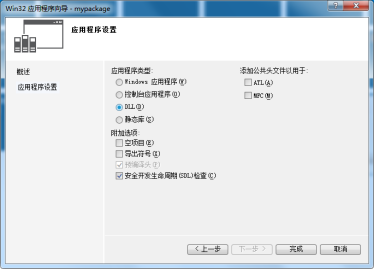 Win32 应用程序向导 - mypackage
应用程序设置
概述
应用程序设置
应用程序类型:
Windows 应用程序(W)
控制台应用程序(O)
DLL(D)
静态库(S)
附加选项:
空项目(E)
导出符号(X)
预编译头(P)
安全开发生命周期(SDL)检查(C)
添加公共头文件以用于:
ATL(A)
MFC(M)
< 上一步
下一步 >
完成
取消